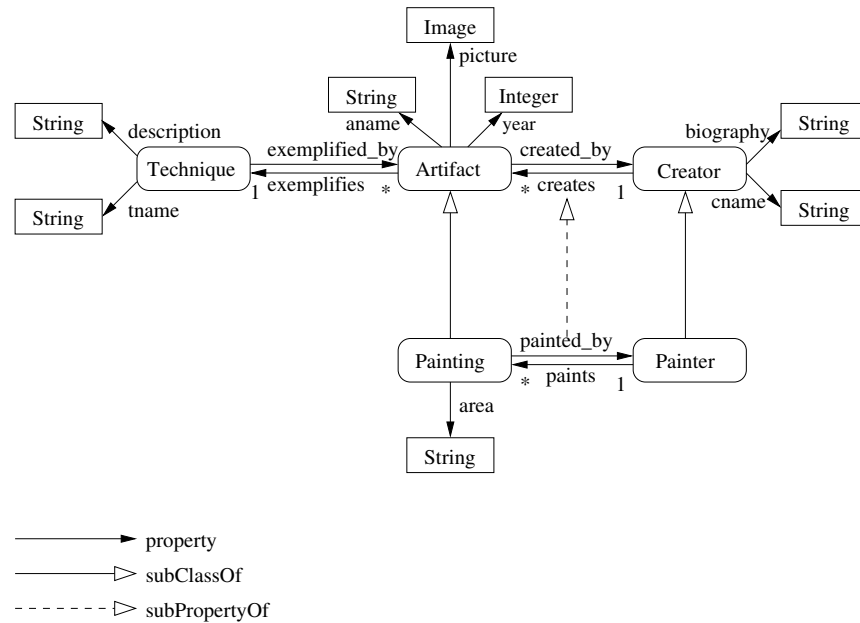 Image
picture
String
Integer
aname
year
String
description
biography
String
Technique
exemplified_by
Artifact
created_by
Creator
exemplifies
creates
1
*
*
1
String
tname
cname
String
Painting
painted_by
Painter
paints
*
1
area
String
property
subClassOf
subPropertyOf